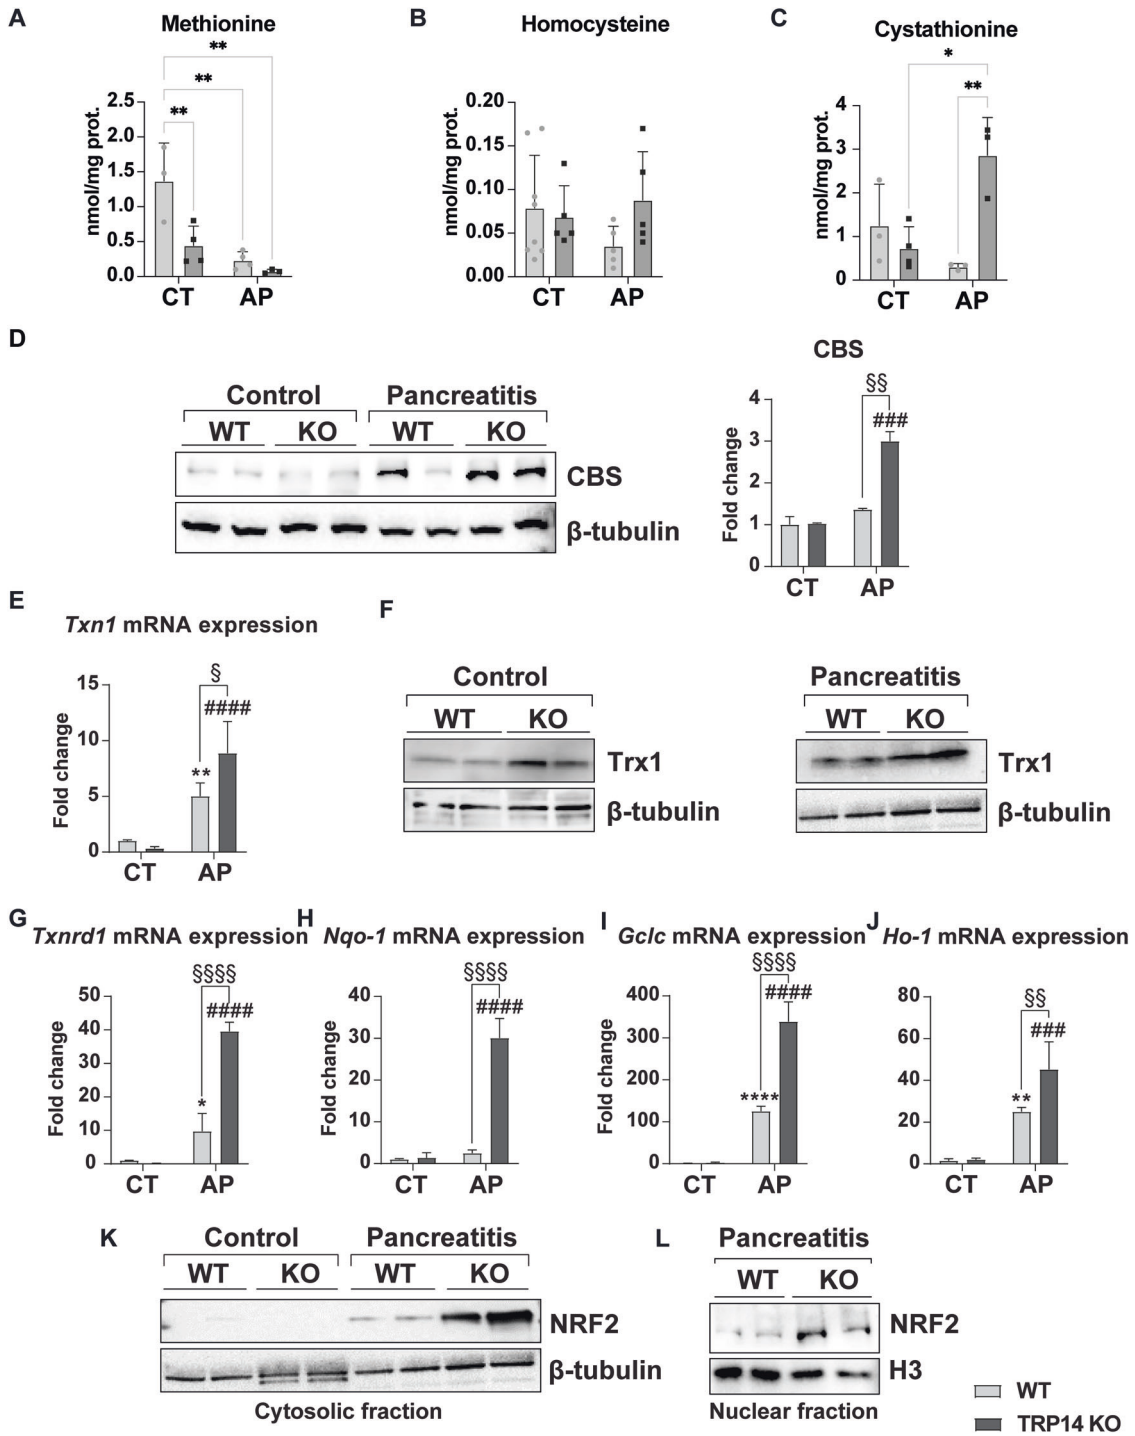 A
Methionine
**
**
**
nmol/mg prot.
2.5
2.0
1.5
1.0
0.5
0.0
CT AP
B
Homocysteine
nmol/mg prot.
0.20
0.15
0.10
0.05
0.00
CT AP
C
Cystathionine
*
**
nmol/mg prot.
4
3
2
1
0
CT AP
D
Control Pancreatitis
WT KO WT KO
CBS
β-tubulin
CBS
§§
###
Fold change
4
3
2
1
0
CT AP
E
Txn1 mRNA expression
§
####
**
Fold change
15
10
5
0
CT AP
F
Control
WT KO
Trx1
β-tubulin
Pancreatitis
WT KO
Trx1
β-tubulin
G
Txnrd1 mRNA expression
§§§§
####
*
Fold change
50
40
30
20
10
0
CT AP
H
Nqo-1 mRNA expression
§§§§
####
Fold change
40
30
20
10
0
CT AP
I
Gclc mRNA expression
§§§§
####
****
Fold change
400
300
200
100
0
CT AP
J
Ho-1 mRNA expression
§§
###
**
Fold change
80
60
40
20
0
CT AP
K
Control Pancreatitis
WT KO WT KO
NRF2
β-tubulin
Cytosolic fraction
L
Pancreatitis
WT KO
NRF2
H3
Nuclear fraction
WT
TRP14 KO